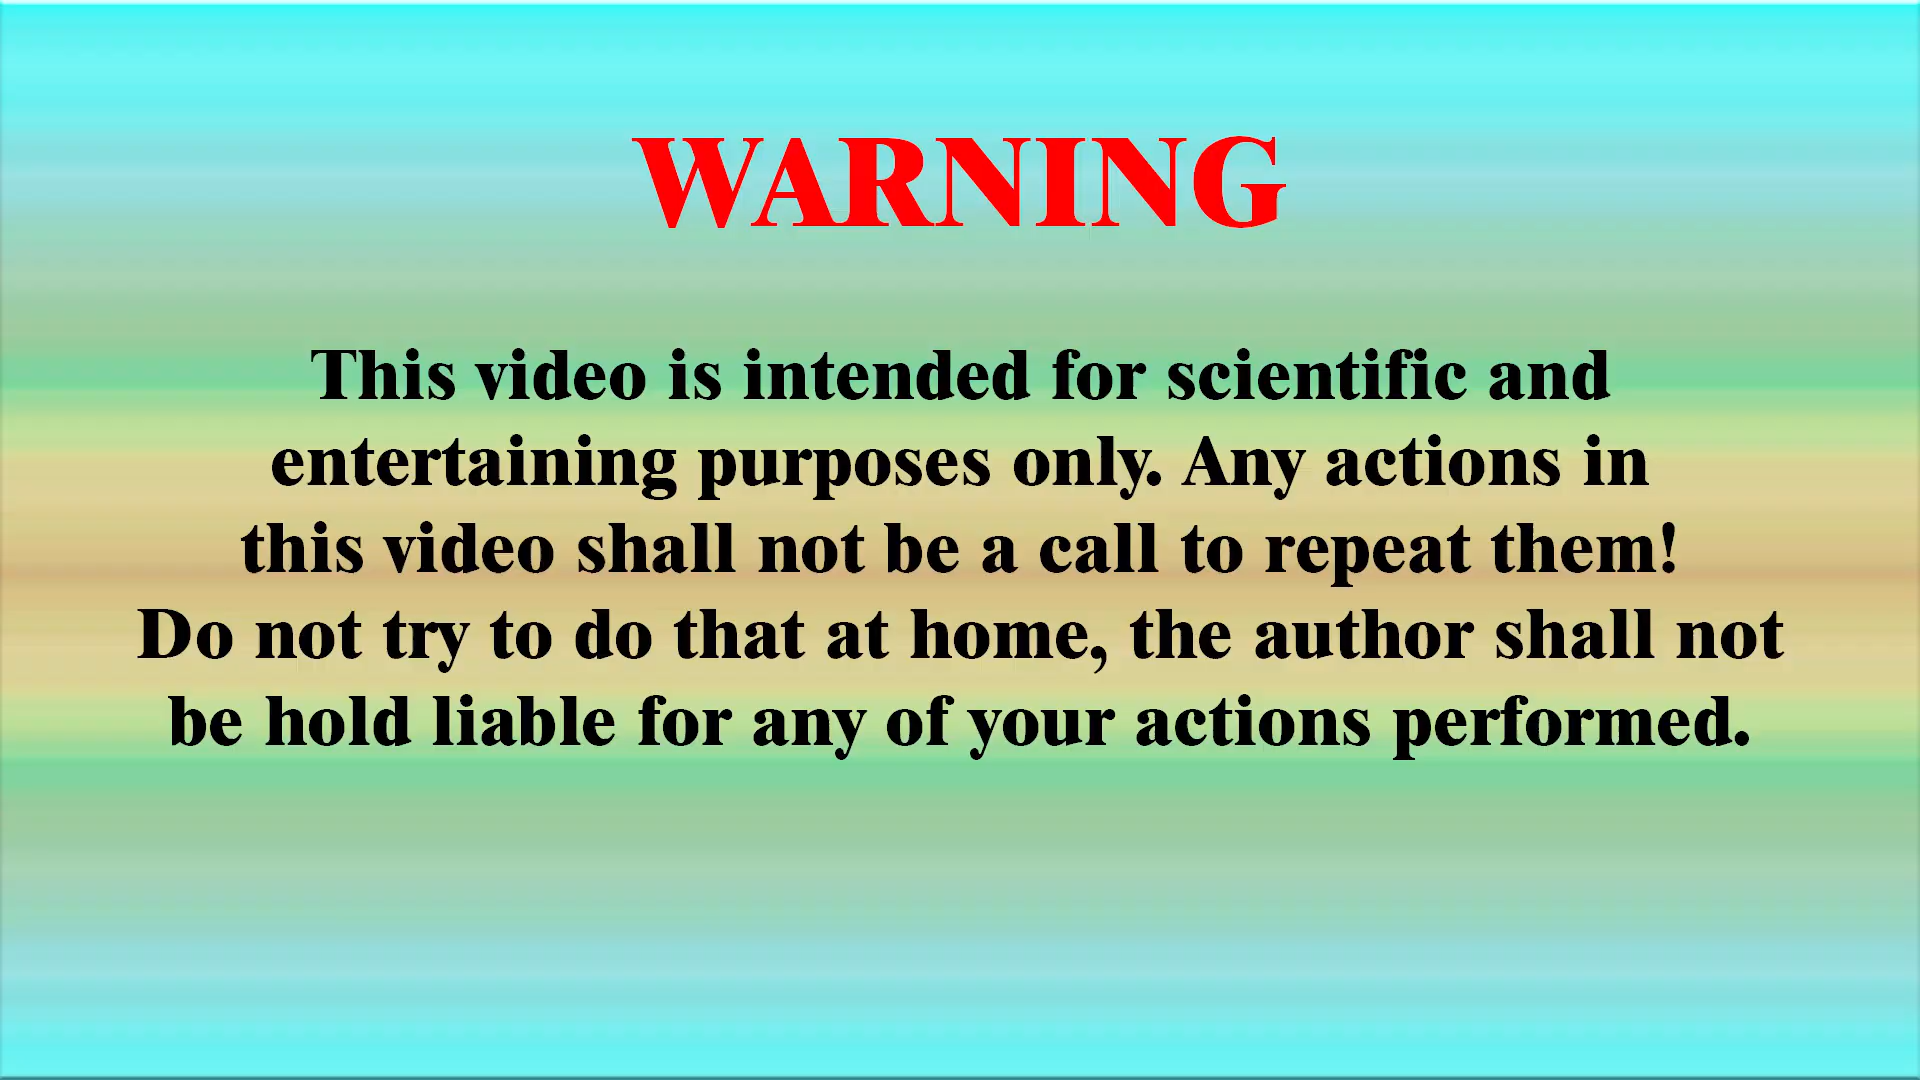 WARNING
This video is intended for scientific and
entertaining purposes only. Any actions in
this video shall not be a call to repeat them!
Do not try to do that at home, the author shall not
be hold liable for any of your actions performed.